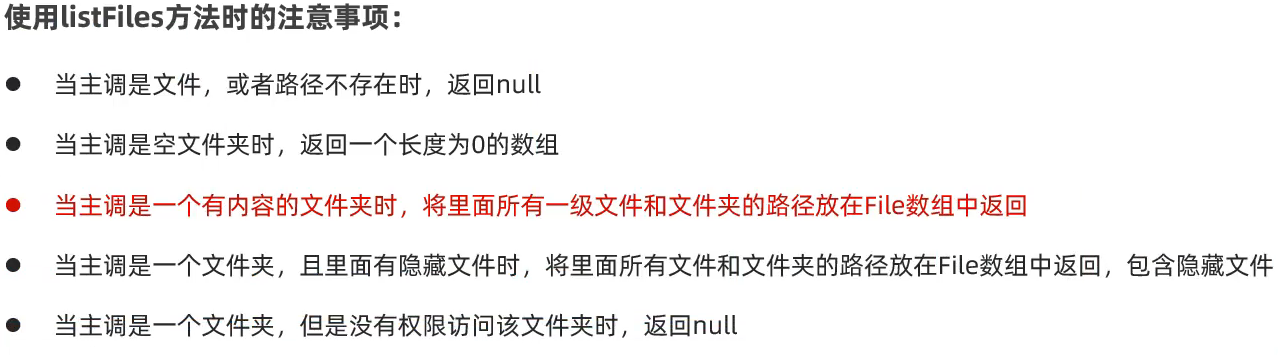 使用listFiles方法时的注意事项：
● 当主调是文件，或者路径不存在时，返回null
● 当主调是空文件夹时，返回一个长度为0的数组
● 当主调是一个有内容的文件夹时，将里面所有一级文件和文件夹的路径放在File数组中返回
● 当主调是一个文件夹，且里面有隐藏文件时，将里面所有文件和文件夹的路径放在File数组中返回，包含隐藏文件
● 当主调是一个文件夹，但是没有权限访问该文件夹时，返回null